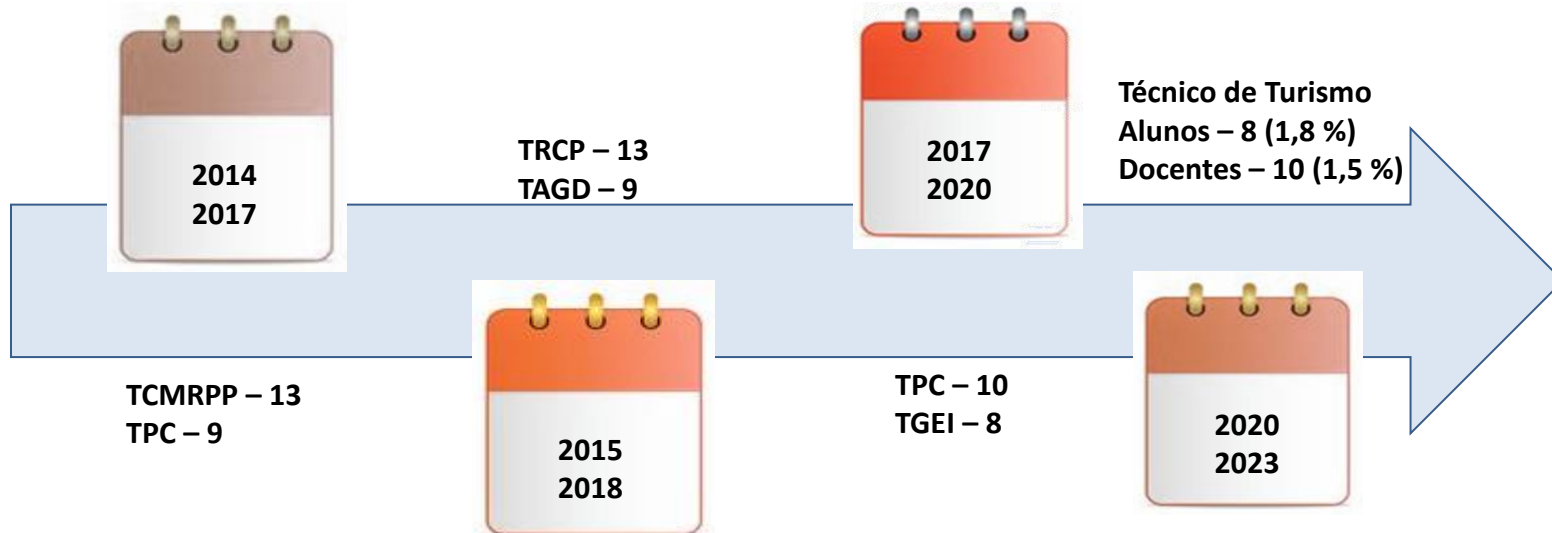 2014
2017
TCMRPP – 13
TPC – 9
TRCP – 13
TAGD – 9
2015
2018
2017
2020
TPC – 10
TGEI – 8
Técnico de Turismo
Alunos – 8 (1,8 %)
Docentes – 10 (1,5 %)
2020
2023